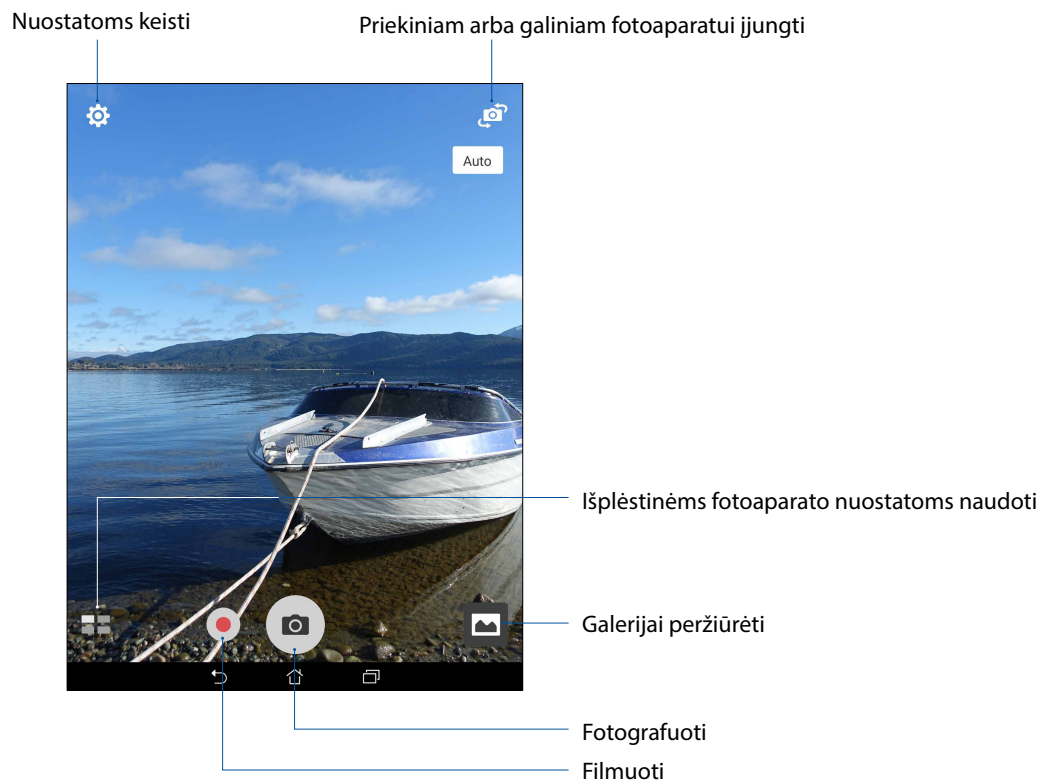 Nuostatoms keisti
Priekiniam arba galiniam fotoaparatui įjungti
Auto
Išplėstinėms fotoaparato nuostatoms naudoti
Galerijai peržiūrėti
Fotografuoti
Filmuoti